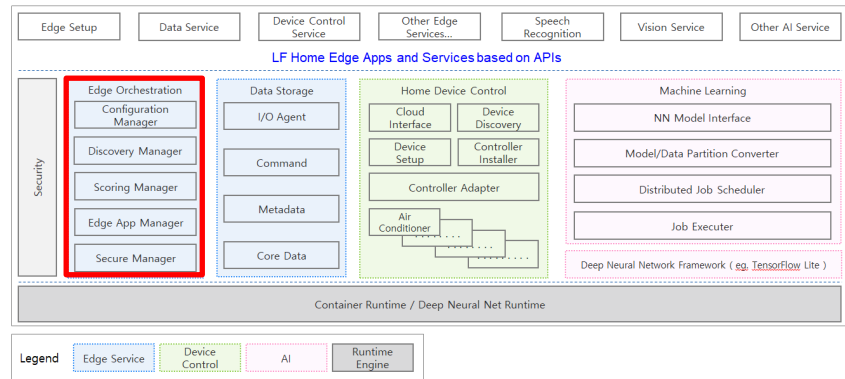 Edge Setup
Data Service
Device Control
Service
Other Edge
Services...
Speech
Recognition
Vision Service
Other AI Service
LF Home Edge Apps and Services based on APIs
Security
Edge Orchestration
Configuration
Manager
Discovery Manager
Scoring Manager
Edge App Manager
Secure Manager
Data Storage
I/O Agent
Command
Metadata
Core Data
Home Device Control
Cloud
Interface
Device
Discovery
Device
Setup
Controller
Installer
Controller Adapter
Air
Conditioner
. . . . . . . .
. . . . . . . .
. . . . . . . .
Machine Learning
NN Model Interface
Model/Data Partition Converter
Distributed Job Scheduler
Job Executer
Deep Neural Network Framework ( eg, TensorFlow Lite )
Container Runtime / Deep Neural Net Runtime
Legend
Edge Service
Device
Control
AI
Runtime
Engine